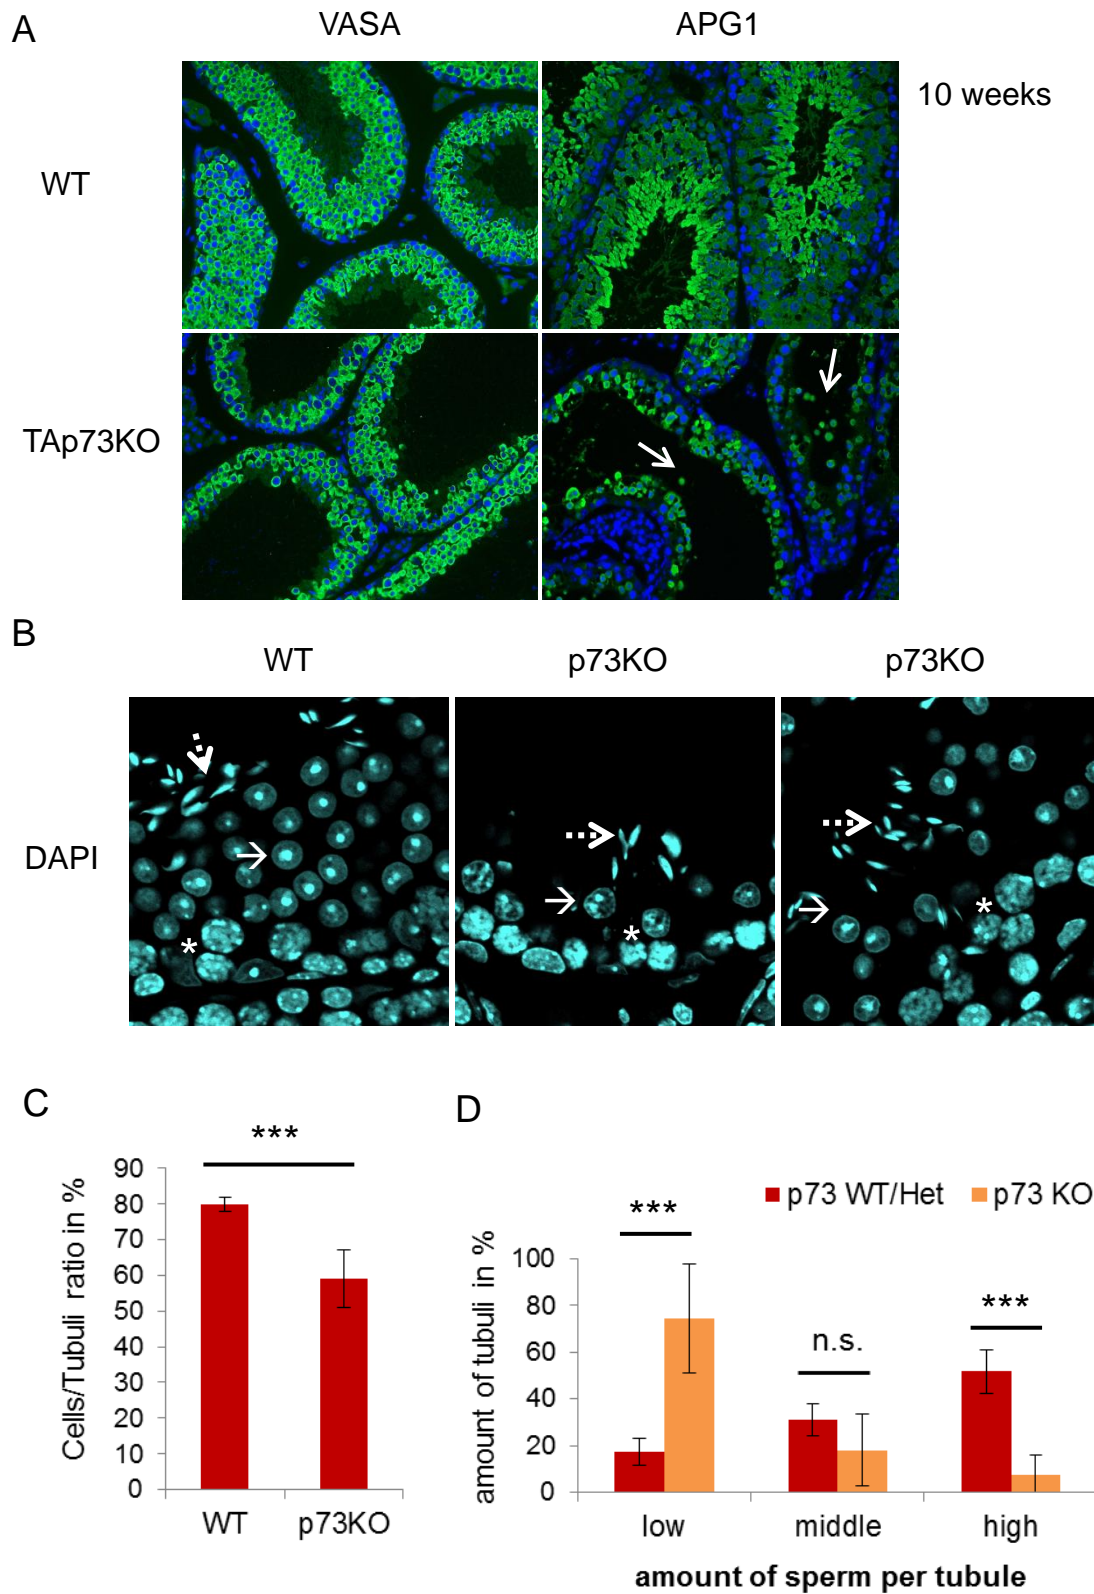 A
VASA
APG1
10 weeks
WT
TAp73KO
B
WT
p73KO
p73KO
DAPI
*
*
*
C
***
Cells/Tubuli ratio in %
90
80
70
60
50
40
30
20
10
0
WT
p73KO
D
p73 WT/Het
p73 KO
***
n.s.
***
amount of tubuli in %
100
80
60
40
20
0
low
middle
high
amount of sperm per tubule